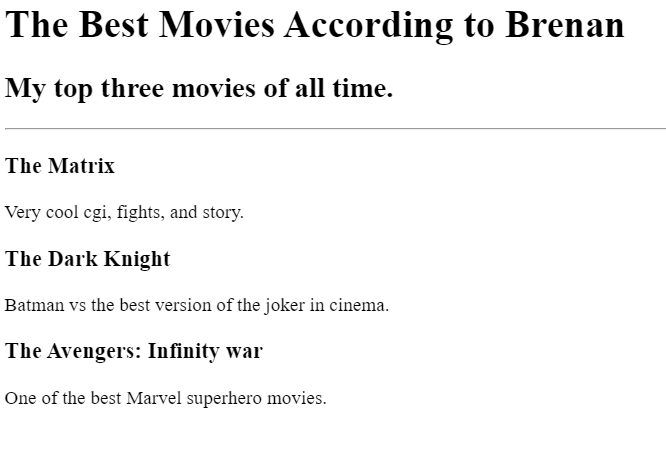 The Best Movies According to Brenan
My top three movies of all time.
The Matrix
Very cool cgi, fights, and story.
The Dark Knight
Batman vs the best version of the joker in cinema.
The Avengers: Infinity war
One of the best Marvel superhero movies.